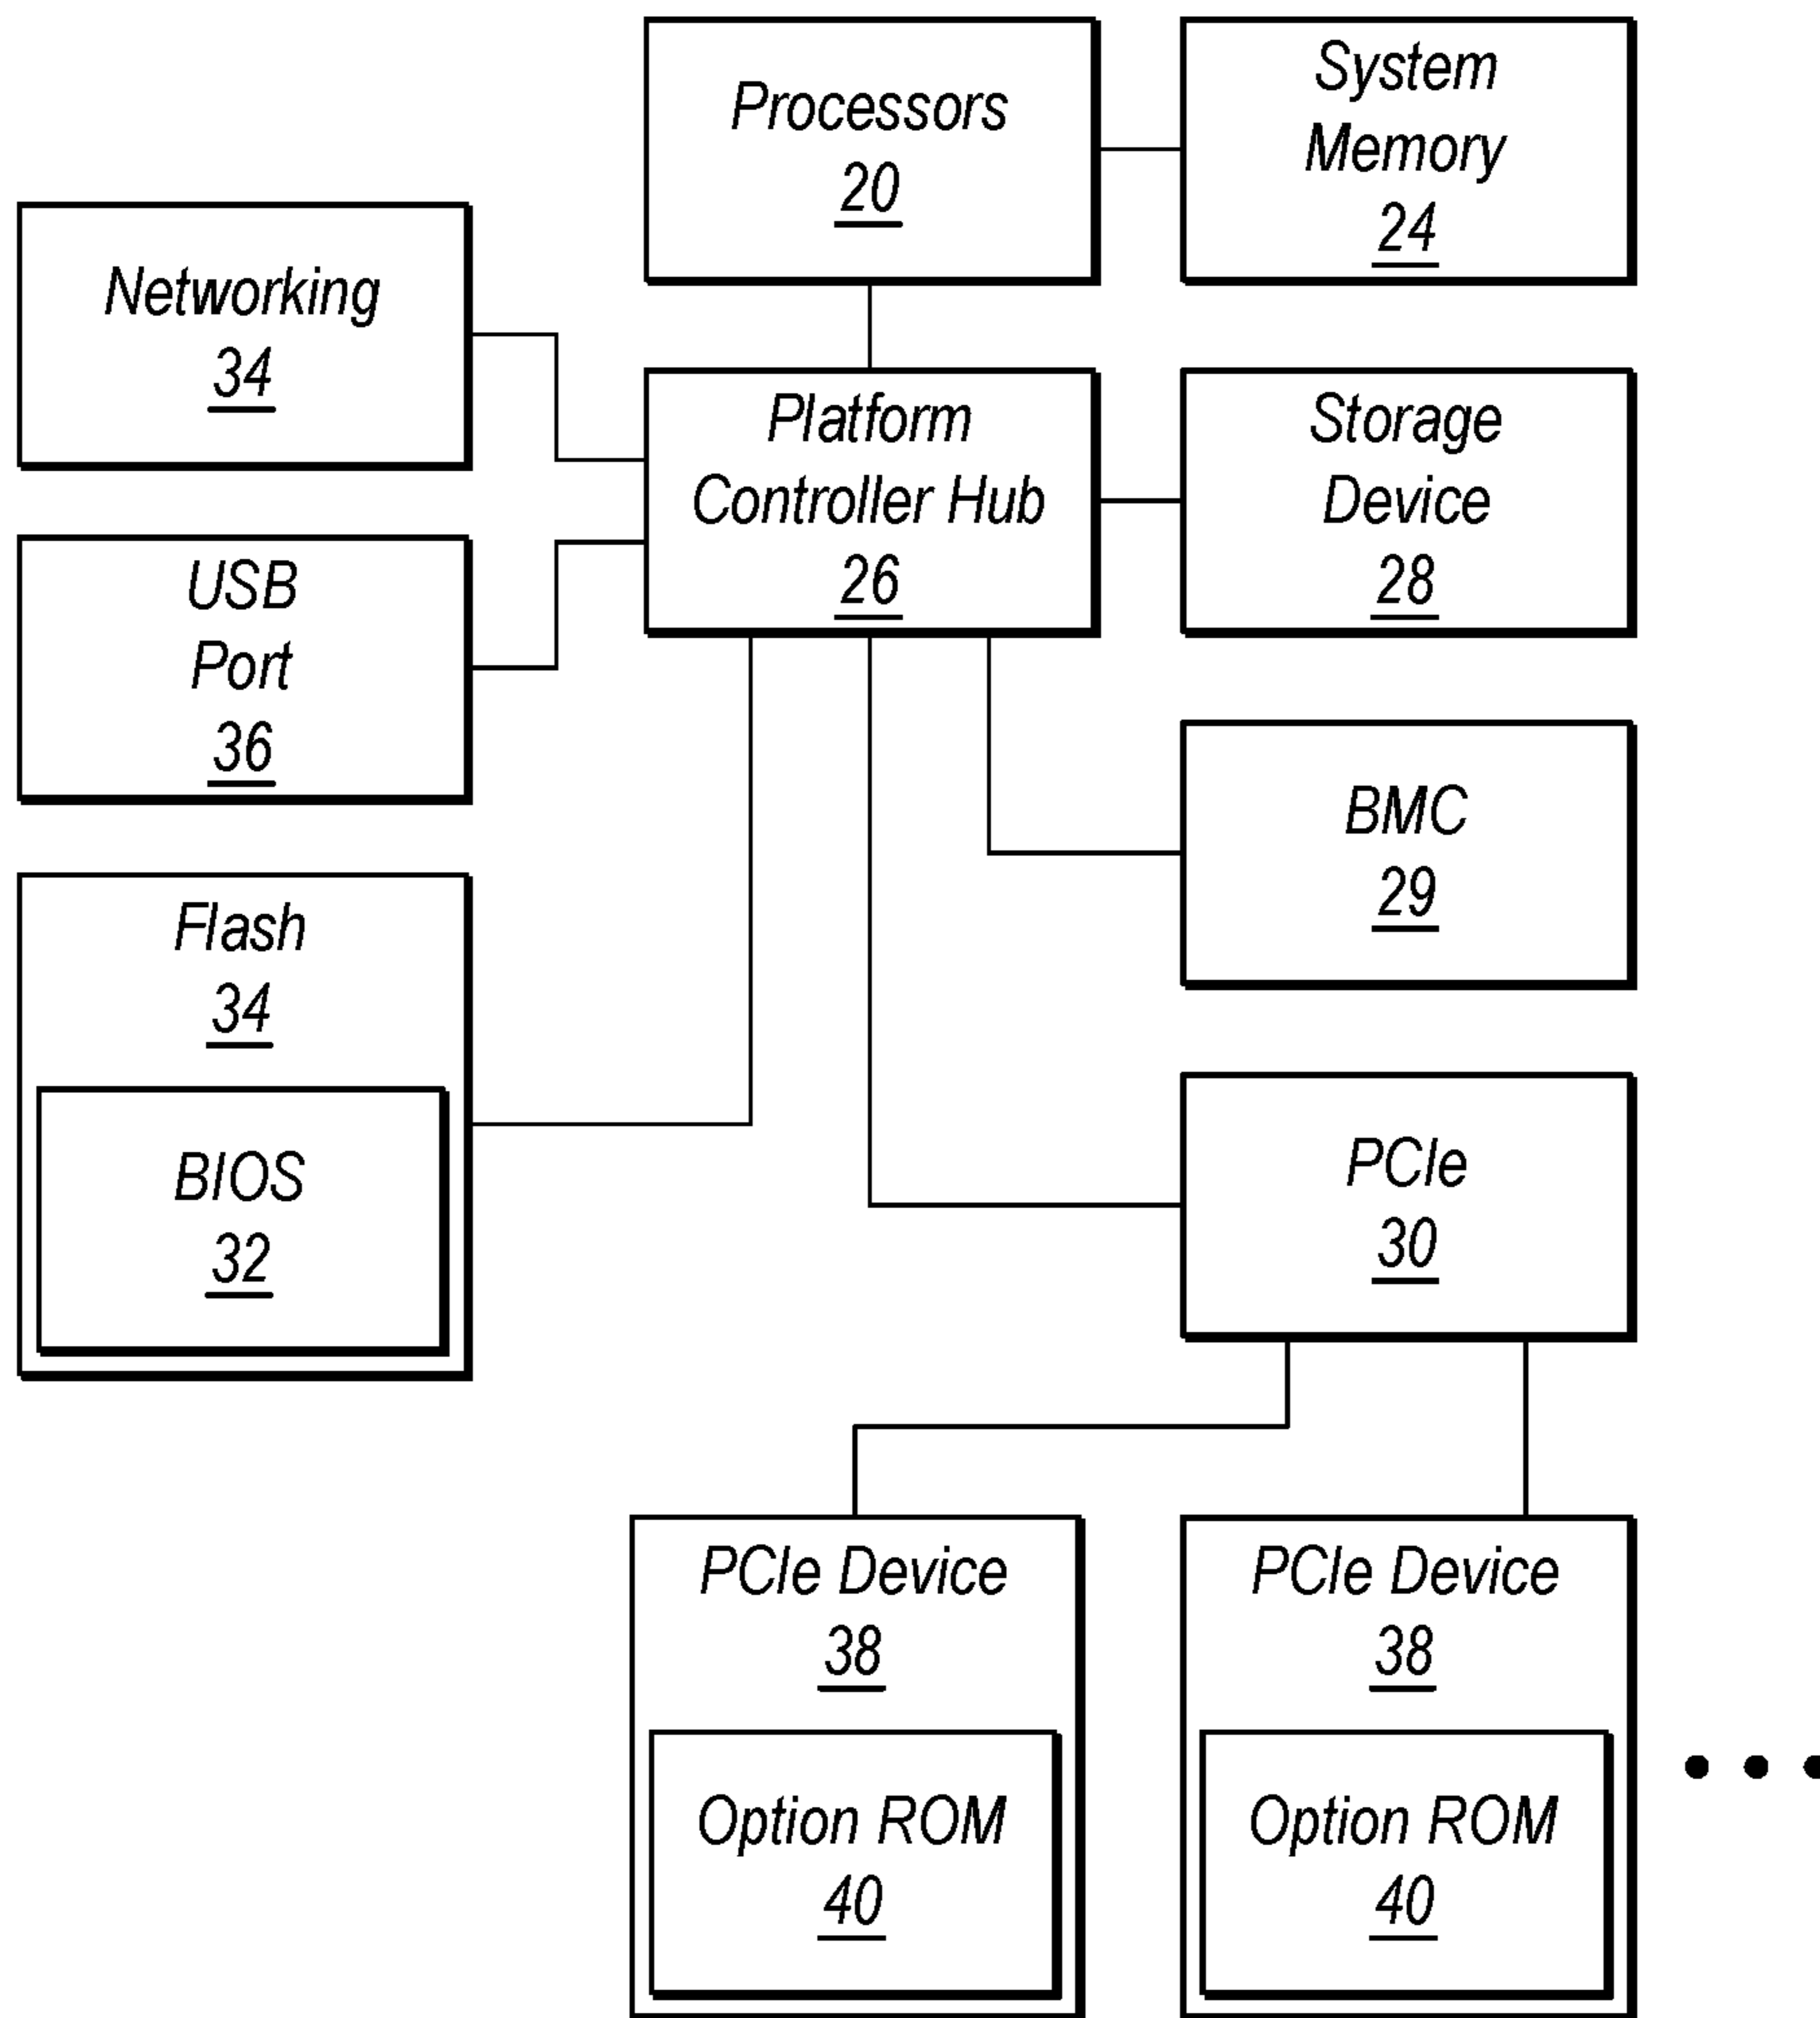 Processors
20
System
Memory
24
Networking
34
Platform
Controller Hub
26
Storage
Device
28
USB
Port
36
BMC
29
Flash
34
BIOS
32
PCIe
30
PCIe Device
38
Option ROM
40
PCIe Device
38
Option ROM
40